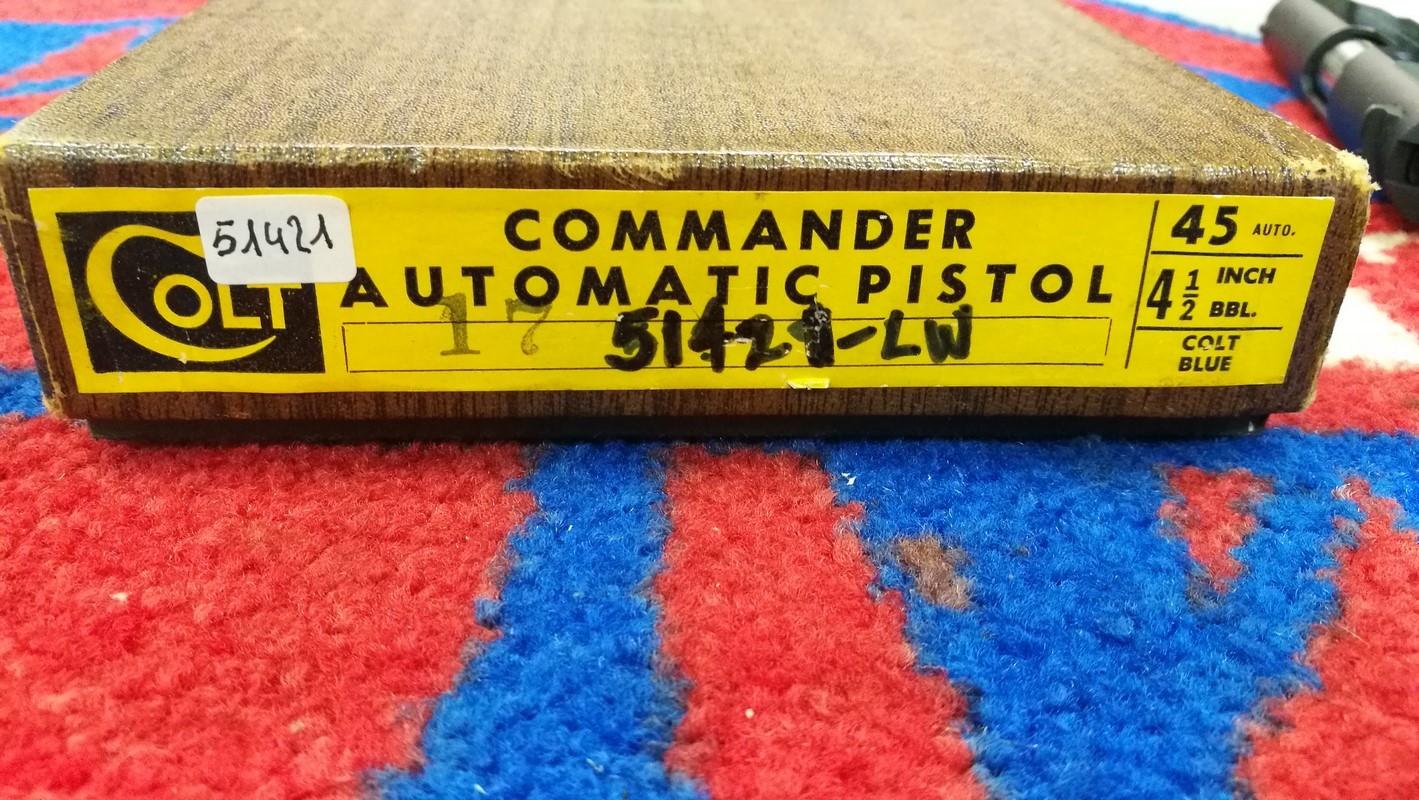 COLT
51421
COMMANDER
AUTOMATIC PISTOL
17
51421-LW
45 AUTO.
4 1/2 INCH BBL.
COLT
BLUE